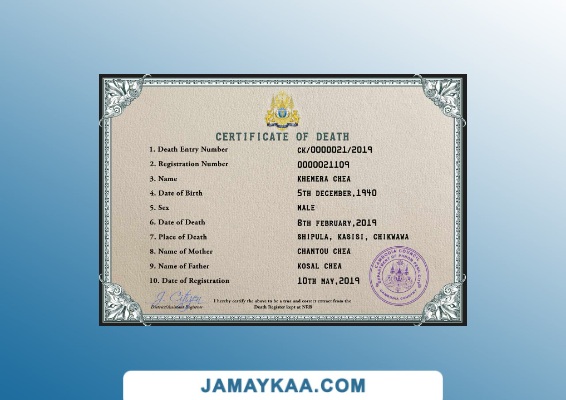 CERTIFICATE OF DEATH
1. Death Entry Number CK/0000021/2019
2. Registration Number 0000021109
3. Name KHEMERA CHEA
4. Date of Birth 5TH DECEMBER,1940
5. Sex MALE
6. Date of Death 8TH FEBRUARY,2019
7. Place of Death SHIPULA, KASISI, CHIKWAWA
8. Name of Mother CHANTOU CHEA
9. Name of Father KOSAL CHEA
10. Date of Registration 10TH MAY,2019
J. Citizen
I hereby certify the above to be a true and correct extract from the
Death Register kept at NRB
JAMAYKAA.COM